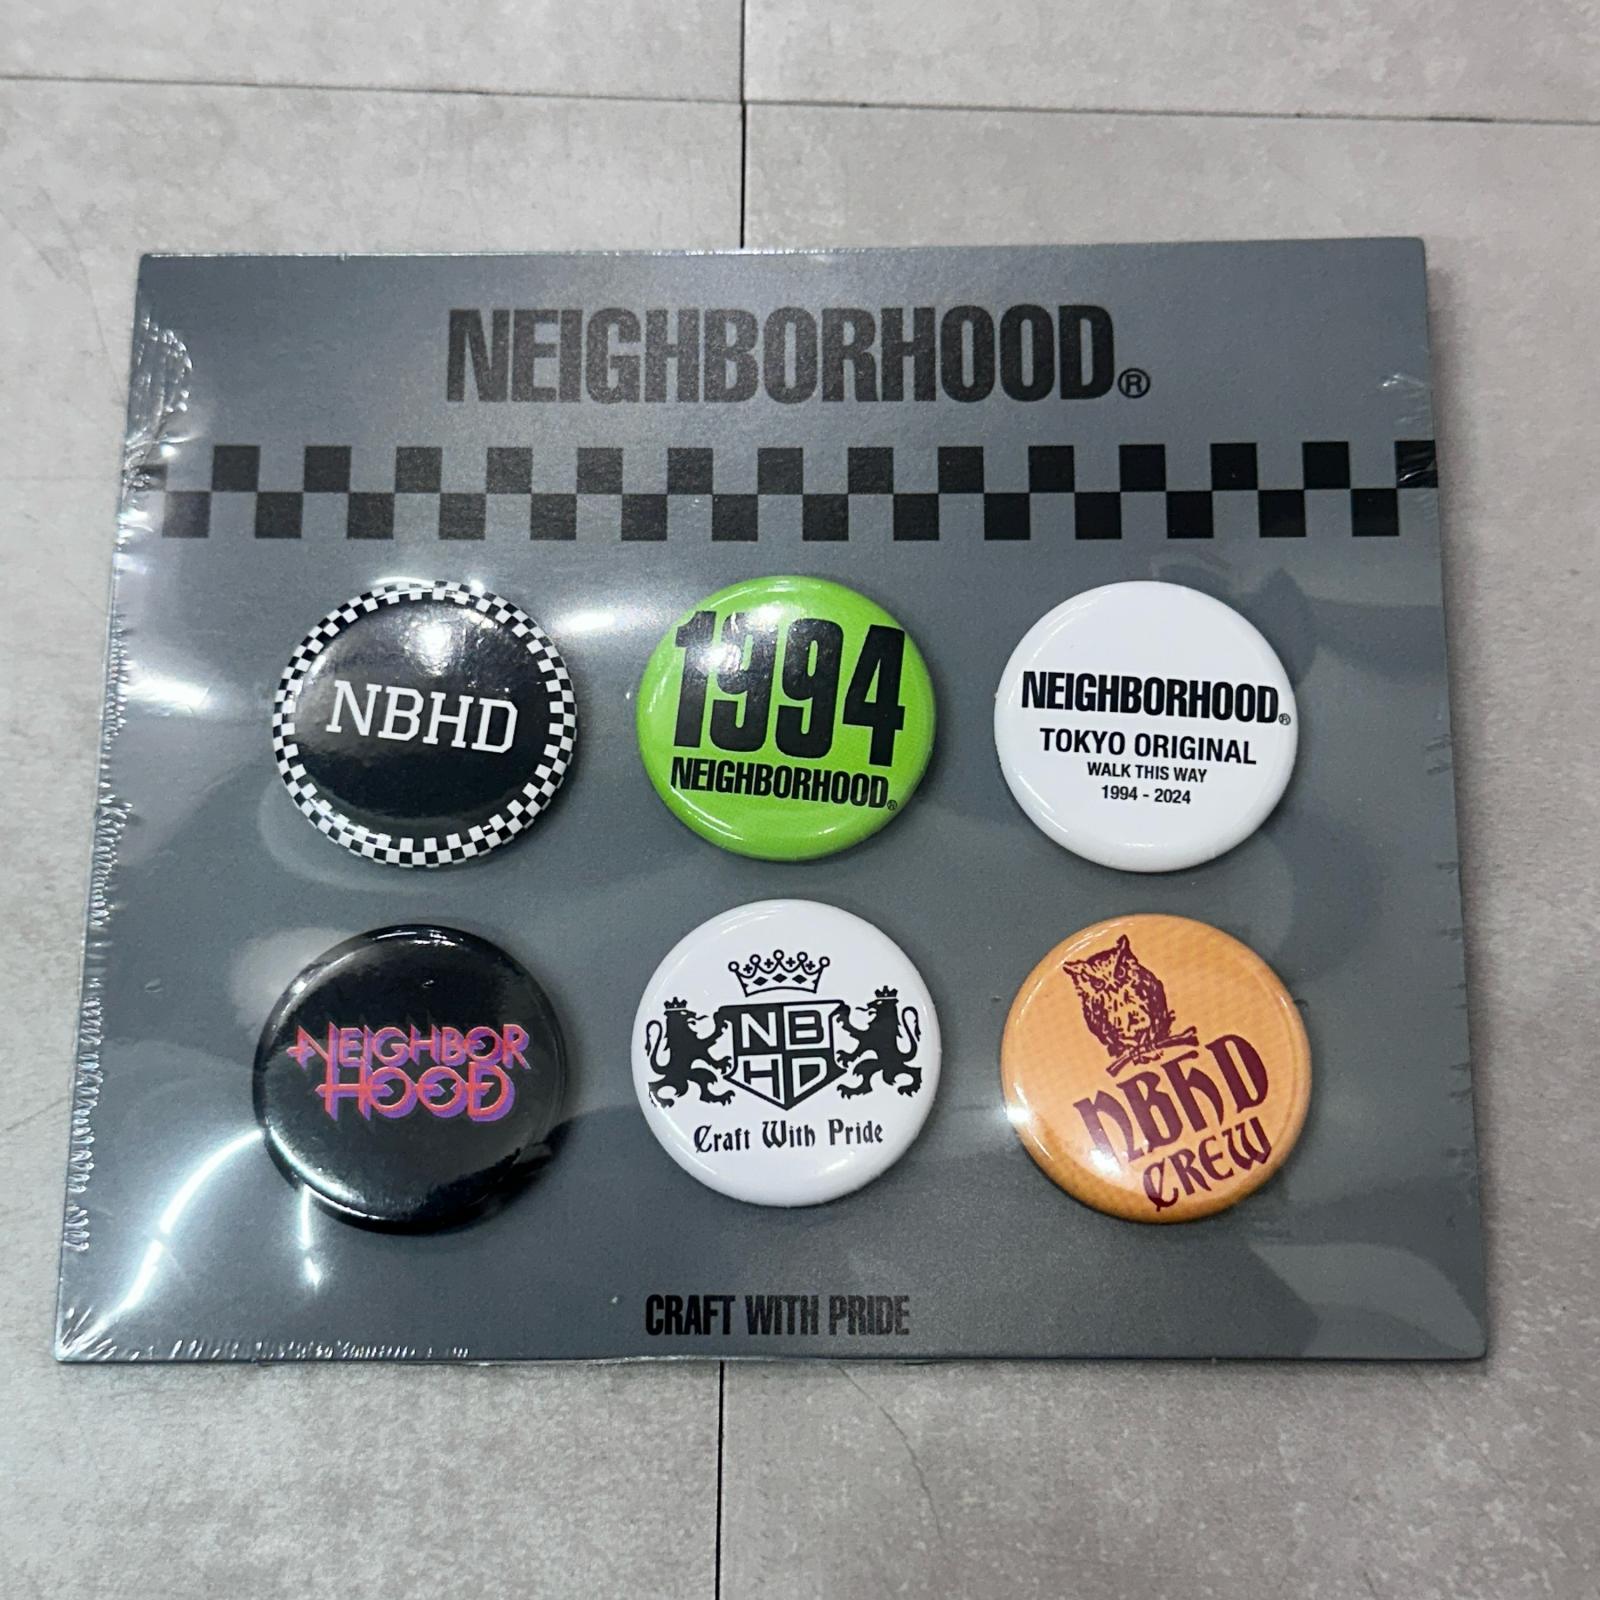 NEIGHBORHOOD®
NBHD
1994
NEIGHBORHOOD®
NEIGHBORHOOD®
TOKYO ORIGINAL
WALK THIS WAY
1994 - 2024
NEIGHBOR
HOOD
NB
HD
Craft With Pride
NBHD
CREW
CRAFT WITH PRIDE